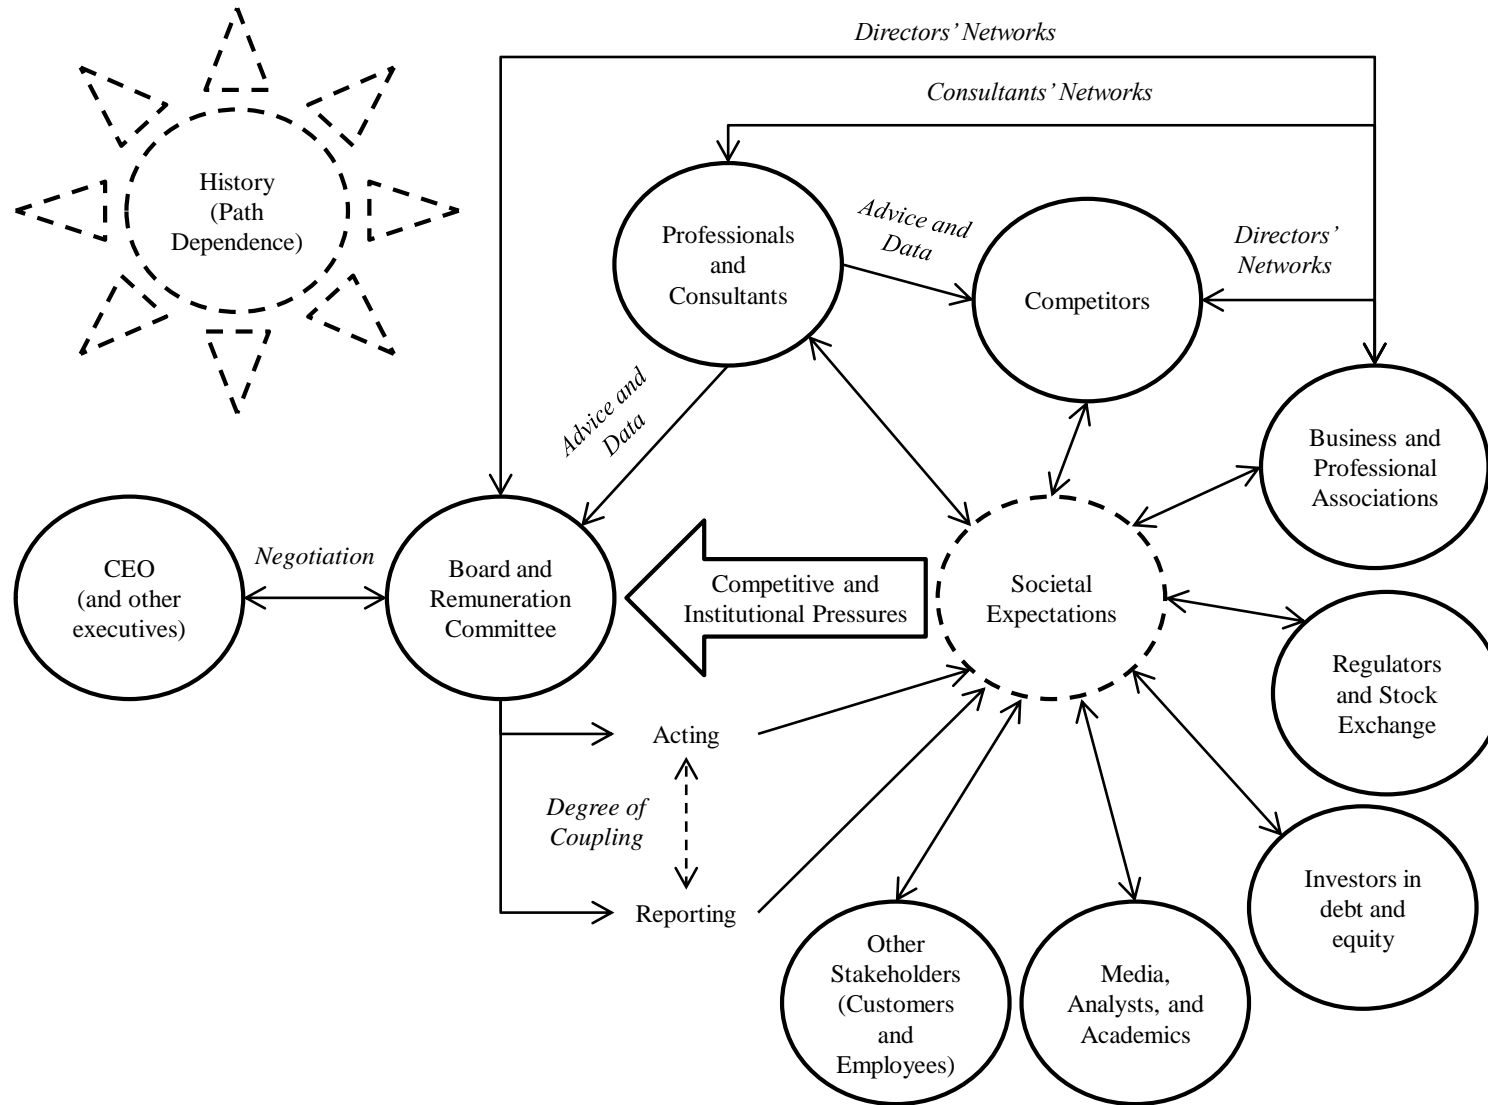 Directors’ Networks
Consultants’ Networks
History
(Path
Dependence)
Professionals
and
Consultants
Advice and
Data
Competitors
Directors’
Networks
Advice and
Data
Business and
Professional
Associations
CEO
(and other
executives)
Negotiation
Board and
Remuneration
Committee
Competitive and
Institutional Pressures
Societal
Expectations
Regulators
and Stock
Exchange
Acting
Degree of
Coupling
Reporting
Investors in
debt and
equity
Other
Stakeholders
(Customers
and
Employees)
Media,
Analysts, and
Academics